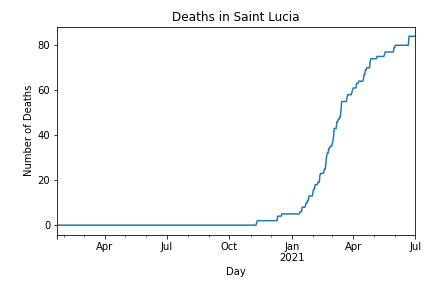 Deaths in Saint Lucia
80
60
40
20
0
Number of Deaths
Apr Jul Oct Jan Apr Jul
2021
Day